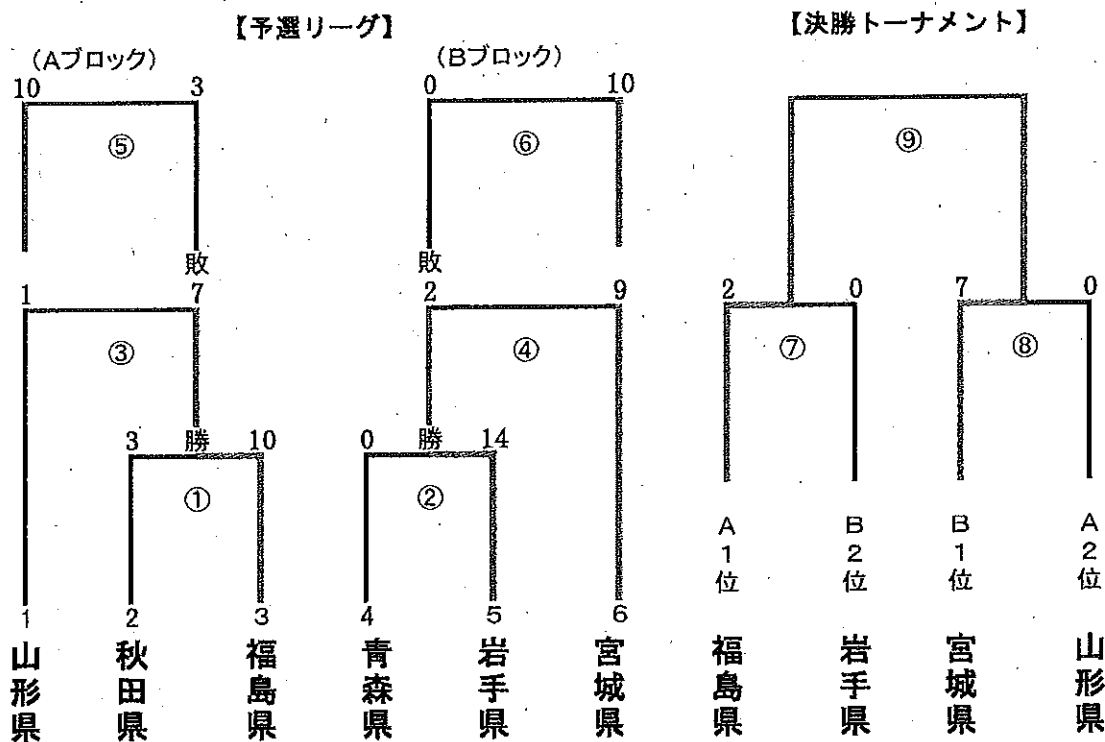 【予選リーグ】 【決勝トーナメント】
(Aブロック) (Bブロック)
10 3 0 10
⑤ ⑥ ⑨
敗 敗
1 7 2 9 2 0 7 0
③ ④ ⑦ ⑧
3 勝 10 0 勝 14
① ②
A1位 B2位 B1位 A2位
1 2 3 4 5 6
山形県 秋田県 福島県 青森県 岩手県 宮城県 福島県 岩手県 宮城県 山形県